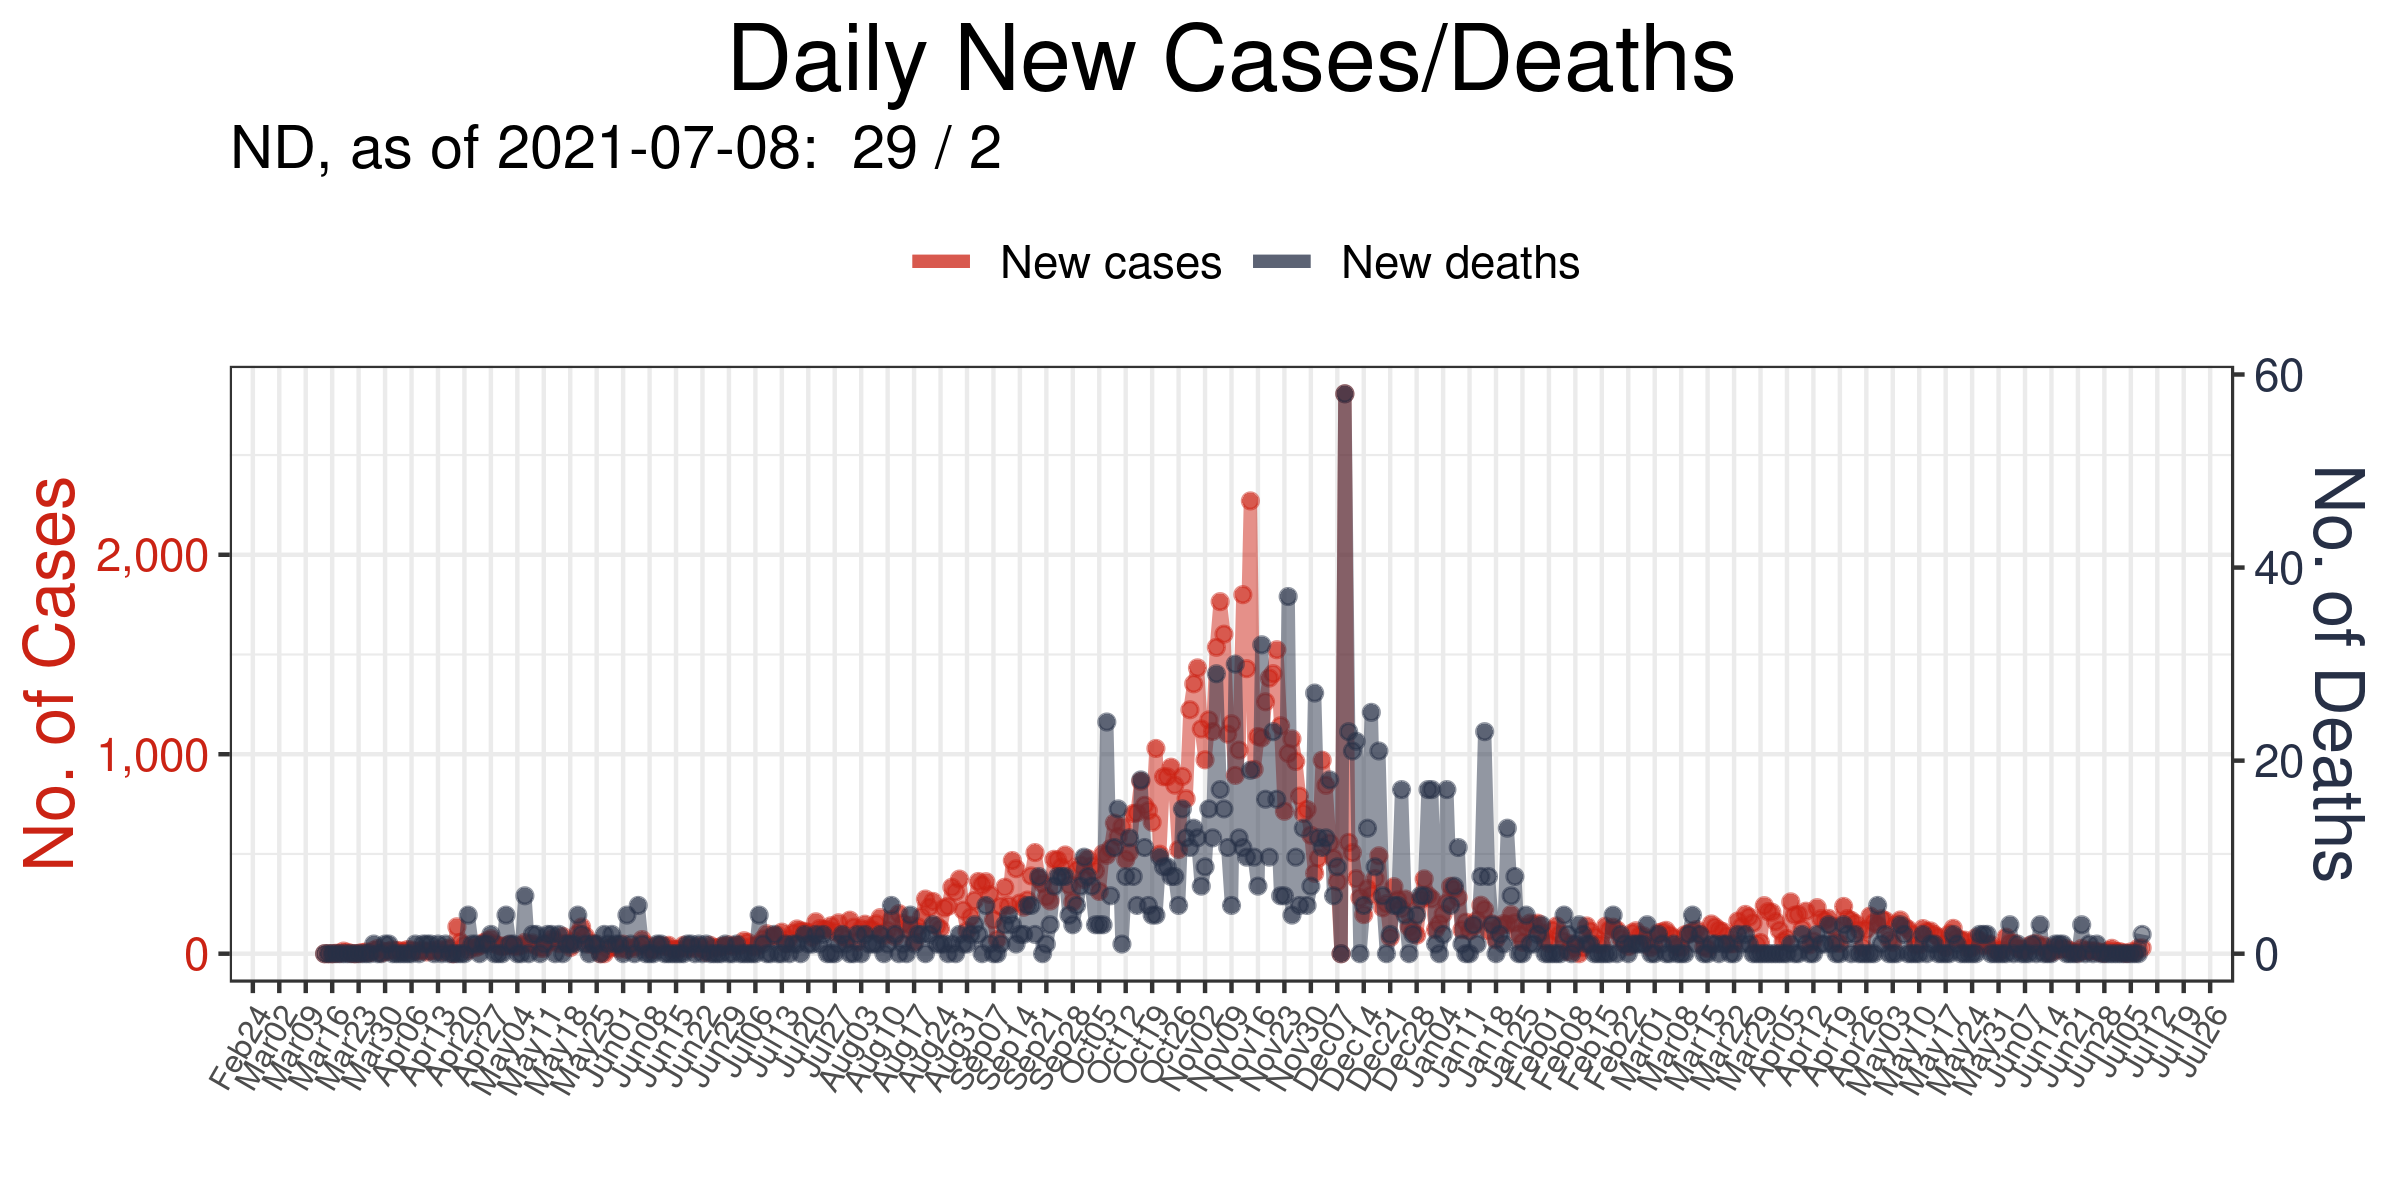 Daily New Cases/Deaths
ND, as of 2021-07-08: 29 / 2
New cases New deaths
No. of Cases
2,000
1,000
0
60
40
20
0
No. of Deaths
Feb24
Mar02
Mar09
Mar16
Mar23
Mar30
Apr06
Apr13
Apr20
Apr27
May04
May11
May18
May25
Jun01
Jun08
Jun15
Jun22
Jun29
Jul06
Jul13
Jul20
Jul27
Aug03
Aug10
Aug17
Aug24
Aug31
Sep07
Sep14
Sep21
Sep28
Oct05
Oct12
Oct19
Oct26
Nov02
Nov09
Nov16
Nov23
Nov30
Dec07
Dec14
Dec21
Dec28
Jan04
Jan11
Jan18
Jan25
Feb01
Feb08
Feb15
Feb22
Mar01
Mar08
Mar15
Mar22
Mar29
Apr05
Apr12
Apr19
Apr26
May03
May10
May17
May24
May31
Jun07
Jun14
Jun21
Jun28
Jul05
Jul12
Jul19
Jul26